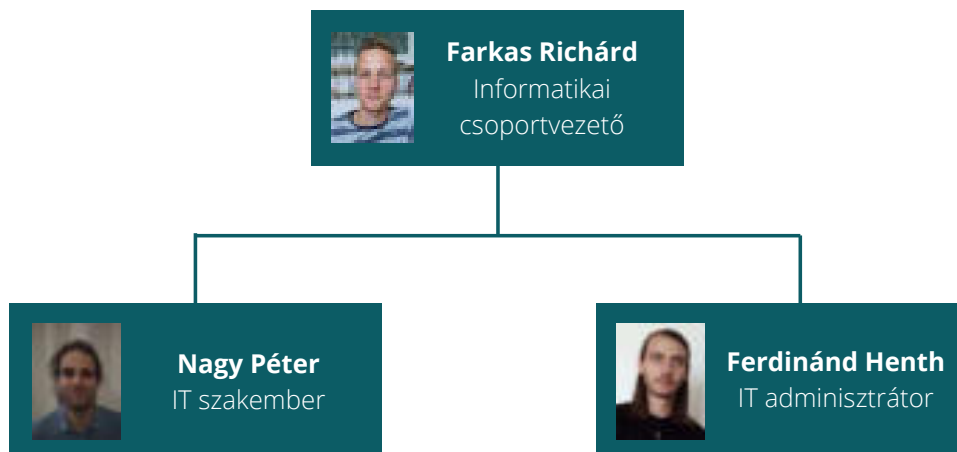 Farkas Richárd
Informatikai
csoportvezető
Nagy Péter
IT szakember
Ferdinánd Henth
IT adminisztrátor